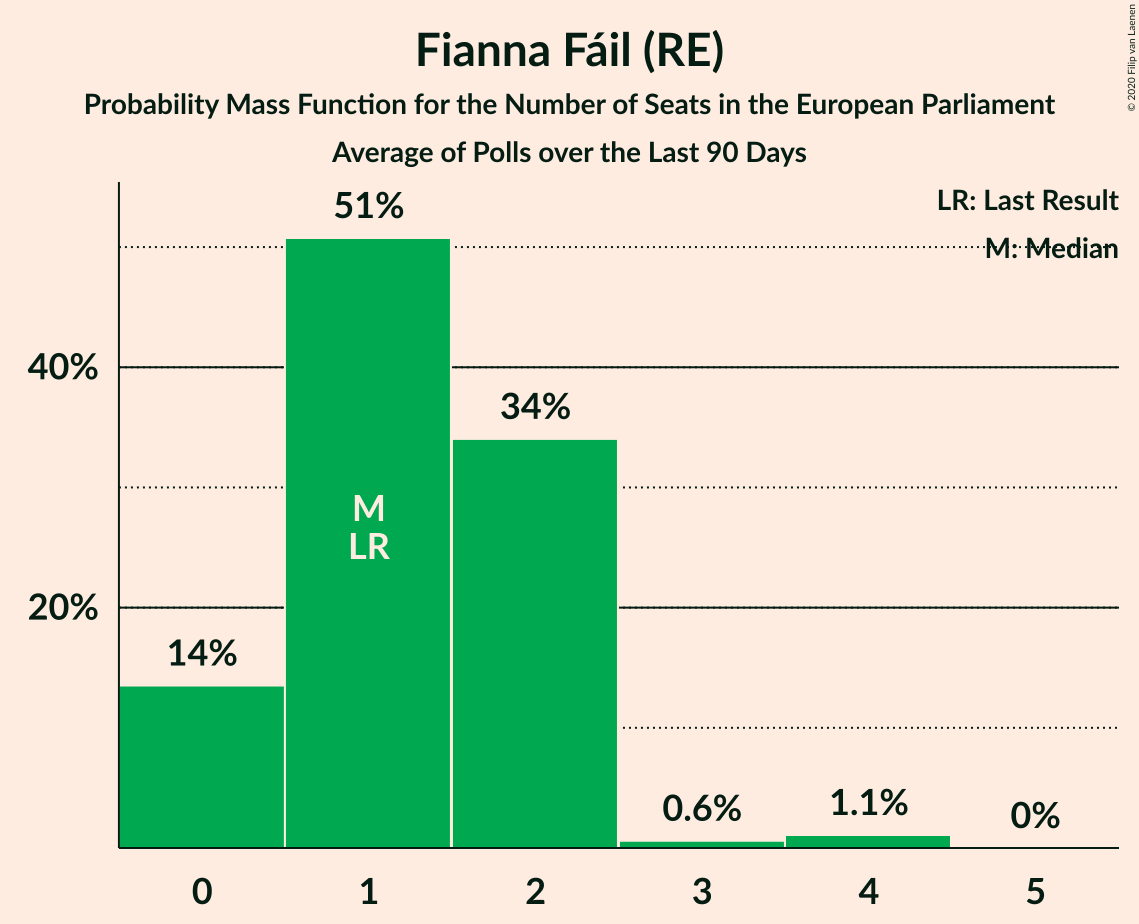 Fianna Fáil (RE)
Probability Mass Function for the Number of Seats in the European Parliament
Average of Polls over the Last 90 Days
© 2020 Filip van Laenen
LR: Last Result
M: Median
51%
40%
34%
M
LR
20%
14%
0.6%
1.1%
0%
0 1 2 3 4 5